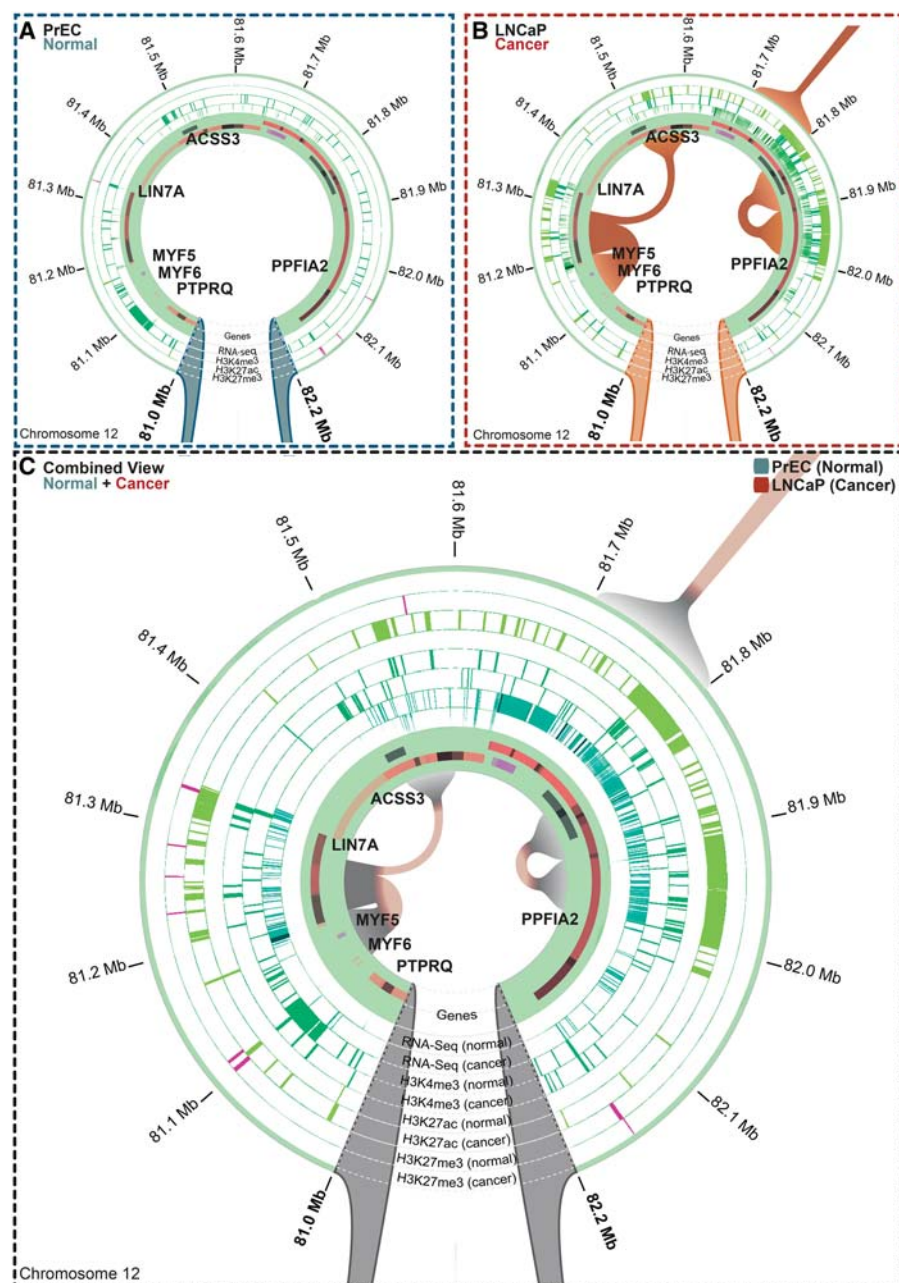 A PrEC
Normal
81.6 Mb
81.5 Mb
81.7 Mb
81.4 Mb
81.8 Mb
ACSS3
81.3 Mb
LIN7A
81.9 Mb
MYF5
81.2 Mb
MYF6
PPFIA2
82.0 Mb
PTPRQ
81.1 Mb
82.1 Mb
Genes
RNA-seq
H3K4me3
H3K27ac
H3K27me3
81.0 Mb
82.2 Mb
Chromosome 12
B LNCaP
Cancer
81.6 Mb
81.5 Mb
81.7 Mb
81.4 Mb
81.8 Mb
ACSS3
81.3 Mb
LIN7A
81.9 Mb
MYF5
81.2 Mb
MYF6
PPFIA2
82.0 Mb
PTPRQ
81.1 Mb
82.1 Mb
Genes
RNA-seq
H3K4me3
H3K27ac
H3K27me3
81.0 Mb
82.2 Mb
Chromosome 12
C Combined View
Normal + Cancer
PrEC (Normal)
LNCaP (Cancer)
81.6 Mb
81.5 Mb
81.7 Mb
81.4 Mb
81.8 Mb
ACSS3
81.3 Mb
81.9 Mb
LIN7A
MYF5
PPFIA2
MYF6
81.2 Mb
82.0 Mb
PTPRQ
Genes
RNA-Seq (normal)
RNA-Seq (cancer)
H3K4me3 (normal)
81.1 Mb
82.1 Mb
H3K4me3 (cancer)
H3K27ac (normal)
H3K27ac (cancer)
H3K27me3 (normal)
H3K27me3 (cancer)
81.0 Mb
82.2 Mb
Chromosome 12